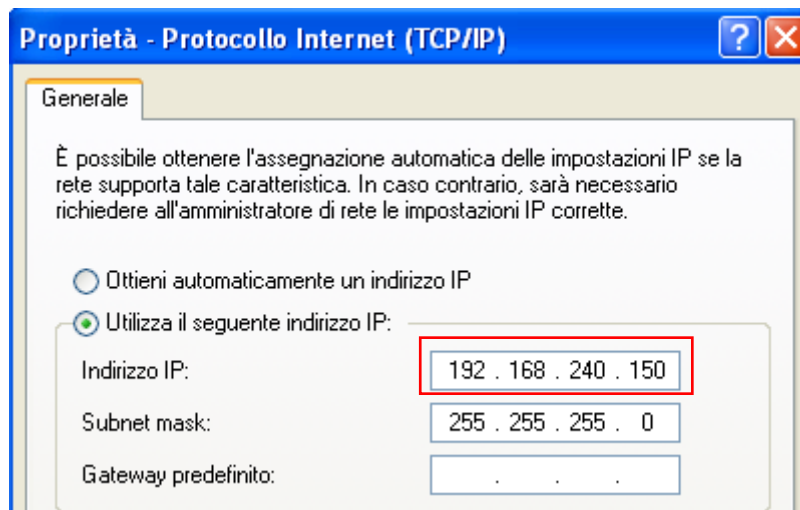 Proprietà - Protocollo Internet (TCP/IP)
Generale
È possibile ottenere l'assegnazione automatica delle impostazioni IP se la
rete supporta tale caratteristica. In caso contrario, sarà necessario
richiedere all'amministratore di rete le impostazioni IP corrette.
Ottieni automaticamente un indirizzo IP
Utilizza il seguente indirizzo IP:
Indirizzo IP: 192 . 168 . 240 . 150
Subnet mask: 255 . 255 . 255 . 0
Gateway predefinito: . . .